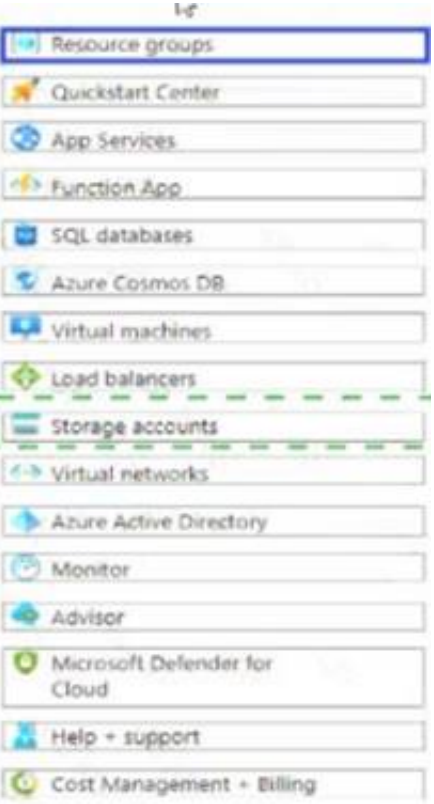 Resource groups
Quickstart Center
App Services
Function App
SQL databases
Azure Cosmos DB
Virtual machines
Load balancers
Storage accounts
Virtual networks
Azure Active Directory
Monitor
Advisor
Microsoft Defender for
Cloud
Help + support
Cost Management + Billing